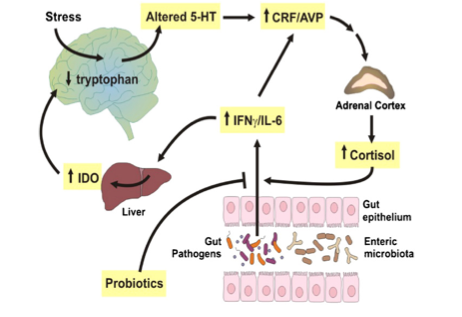 Stress
Altered 5-HT
↑CRF/AVP
↓ tryptophan
Adrenal Cortex
↑IFNγ/IL-6
↑Cortisol
↑IDO
Liver
Gut
epithelium
Gut
Pathogens
Enteric
microbiota
Probiotics